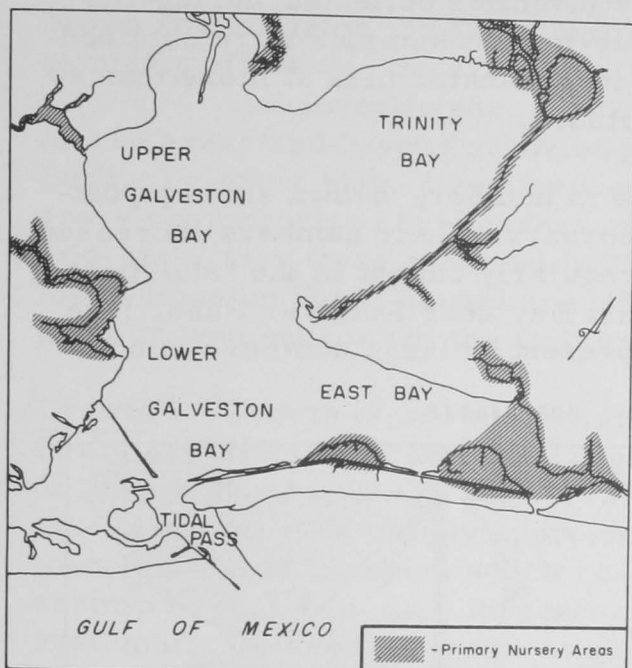 TRINITY
BAY
UPPER
GALVESTON
BAY
LOWER
GALVESTON
BAY
EAST BAY
TIDAL
PASS
GULF OF MEXICO
-Primary Nursery Areas